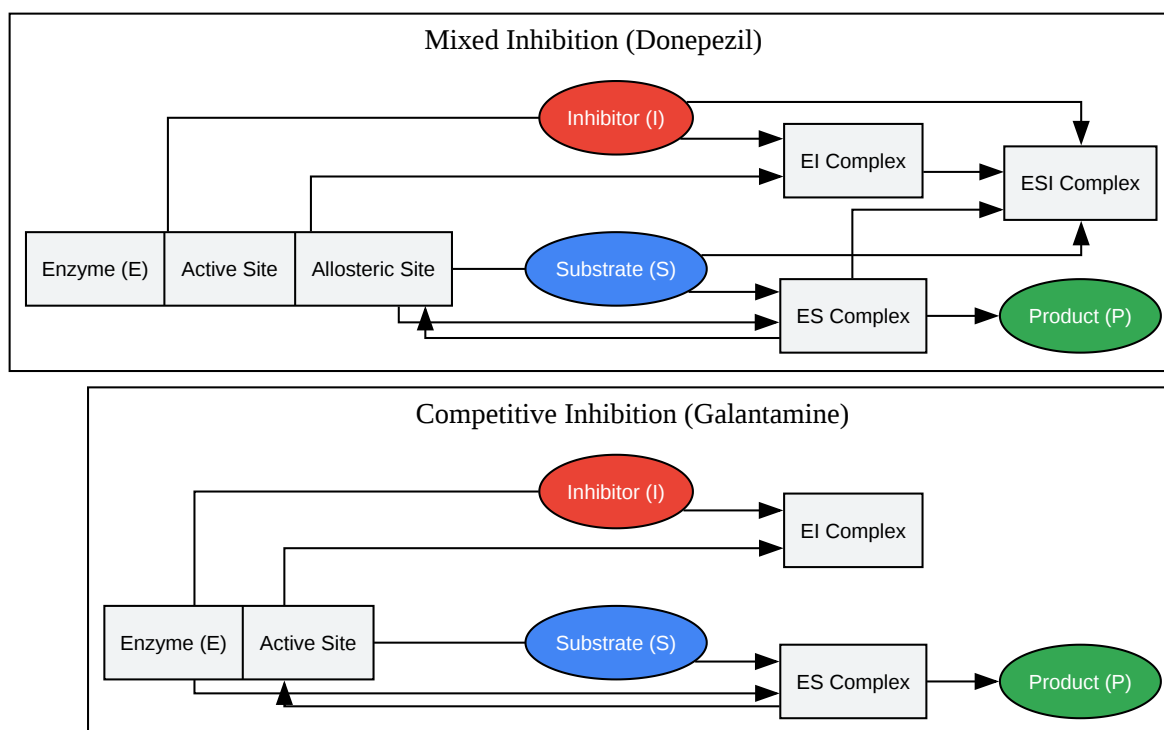 Mixed Inhibition (Donepezil)
Inhibitor (I)
EI Complex
ESI Complex
Enzyme (E)
Active Site
Allosteric Site
Substrate (S)
ES Complex
Product (P)
Competitive Inhibition (Galantamine)
Inhibitor (I)
EI Complex
Enzyme (E)
Active Site
Substrate (S)
ES Complex
Product (P)